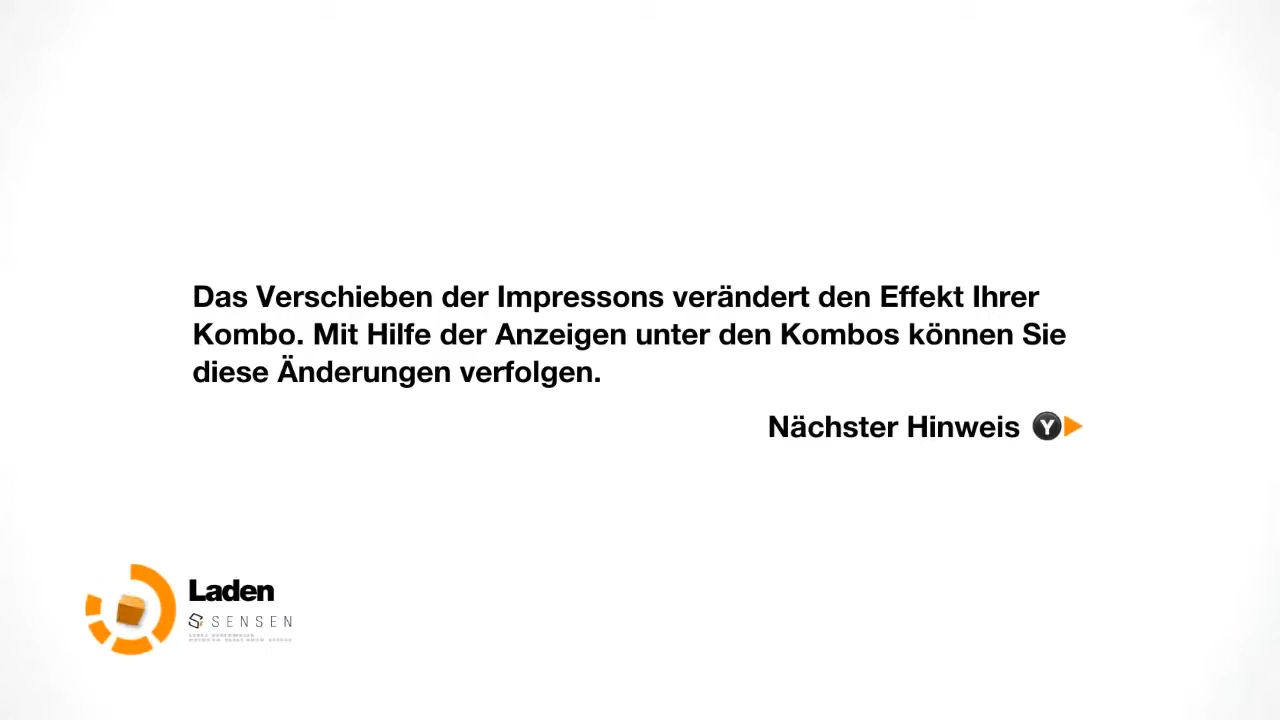 Das Verschieben der Impressons verändert den Effekt Ihrer
Kombo. Mit Hilfe der Anzeigen unter den Kombos können Sie
diese Änderungen verfolgen.
Nächster Hinweis Y
Laden
SENSEN